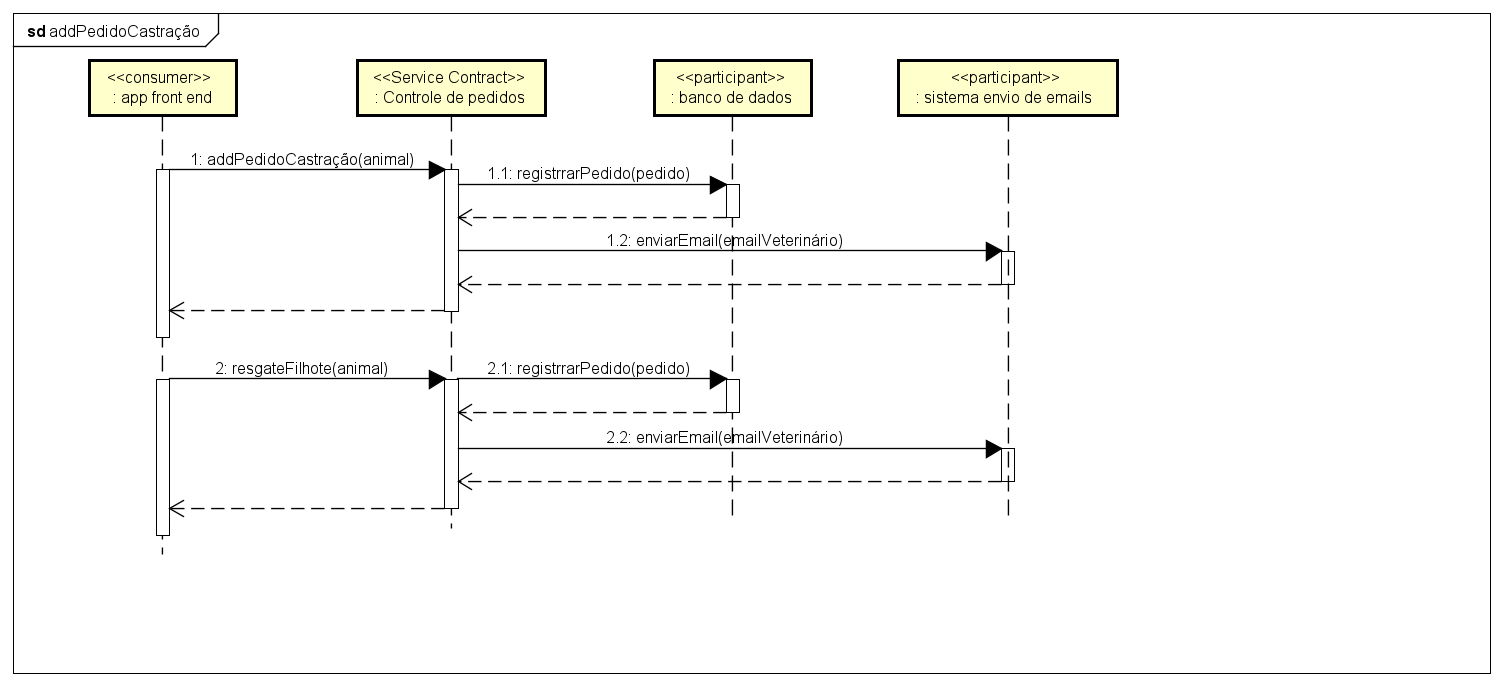 sd addPedidoCastração
<<consumer>>
: app front end
<<Service Contract>>
: Controle de pedidos
<<participant>>
: banco de dados
<<participant>>
: sistema envio de emails
1: addPedidoCastração(animal)
1.1: registrrarPedido(pedido)
1.2: enviarEmail(emailVeterinário)
2: resgateFilhote(animal)
2.1: registrrarPedido(pedido)
2.2: enviarEmail(emailVeterinário)